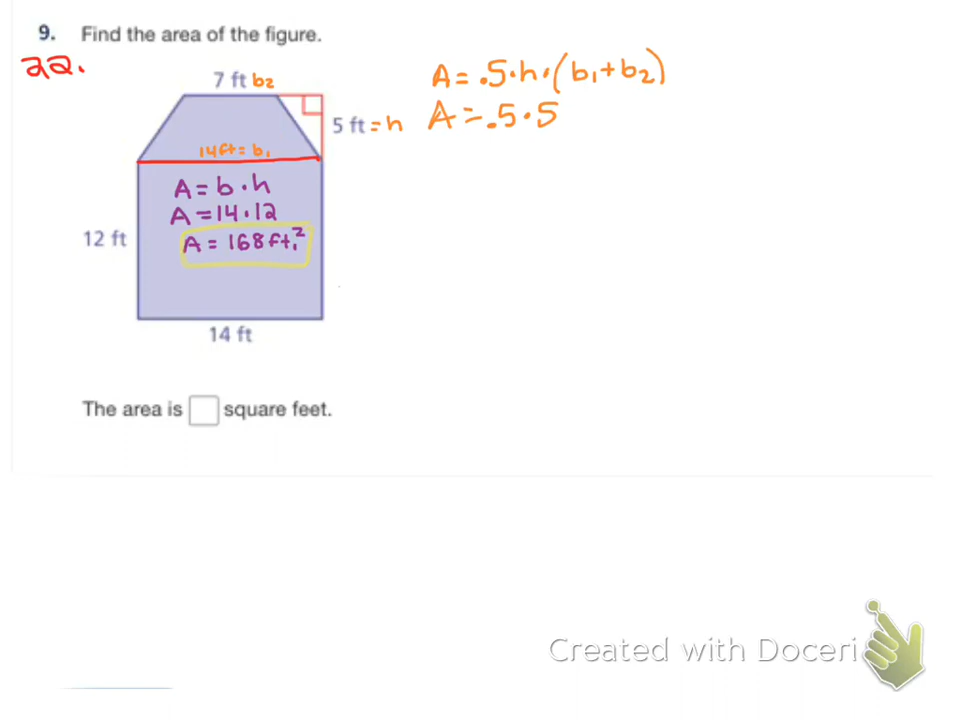 9. Find the area of the figure.
22.
7 ft b2
A = .5·h·(b1+b2)
A = .5·5
5 ft = h
14ft = b1
A = b·h
A = 14·12
A = 168 ft.²
12 ft
14 ft
The area is square feet.
Created with Doceri